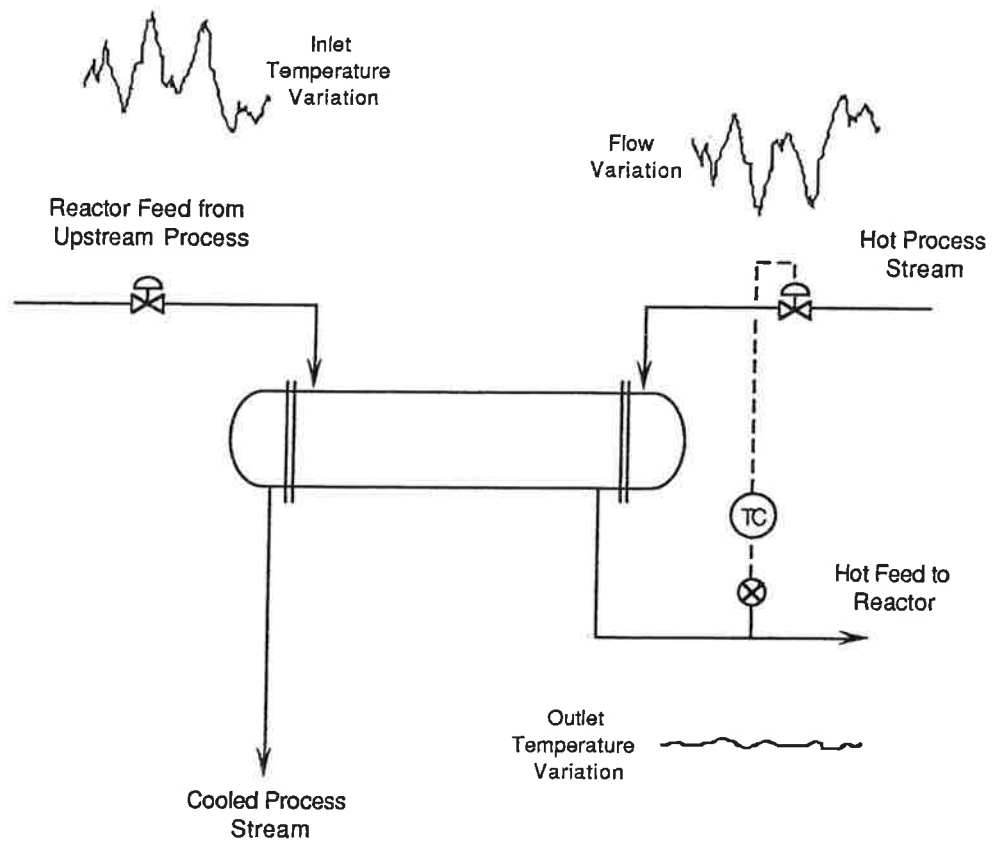 Inlet
Temperature
Variation
Flow
Variation
Reactor Feed from
Upstream Process
Hot Process
Stream
TC
Hot Feed to
Reactor
Outlet
Temperature
Variation
Cooled Process
Stream